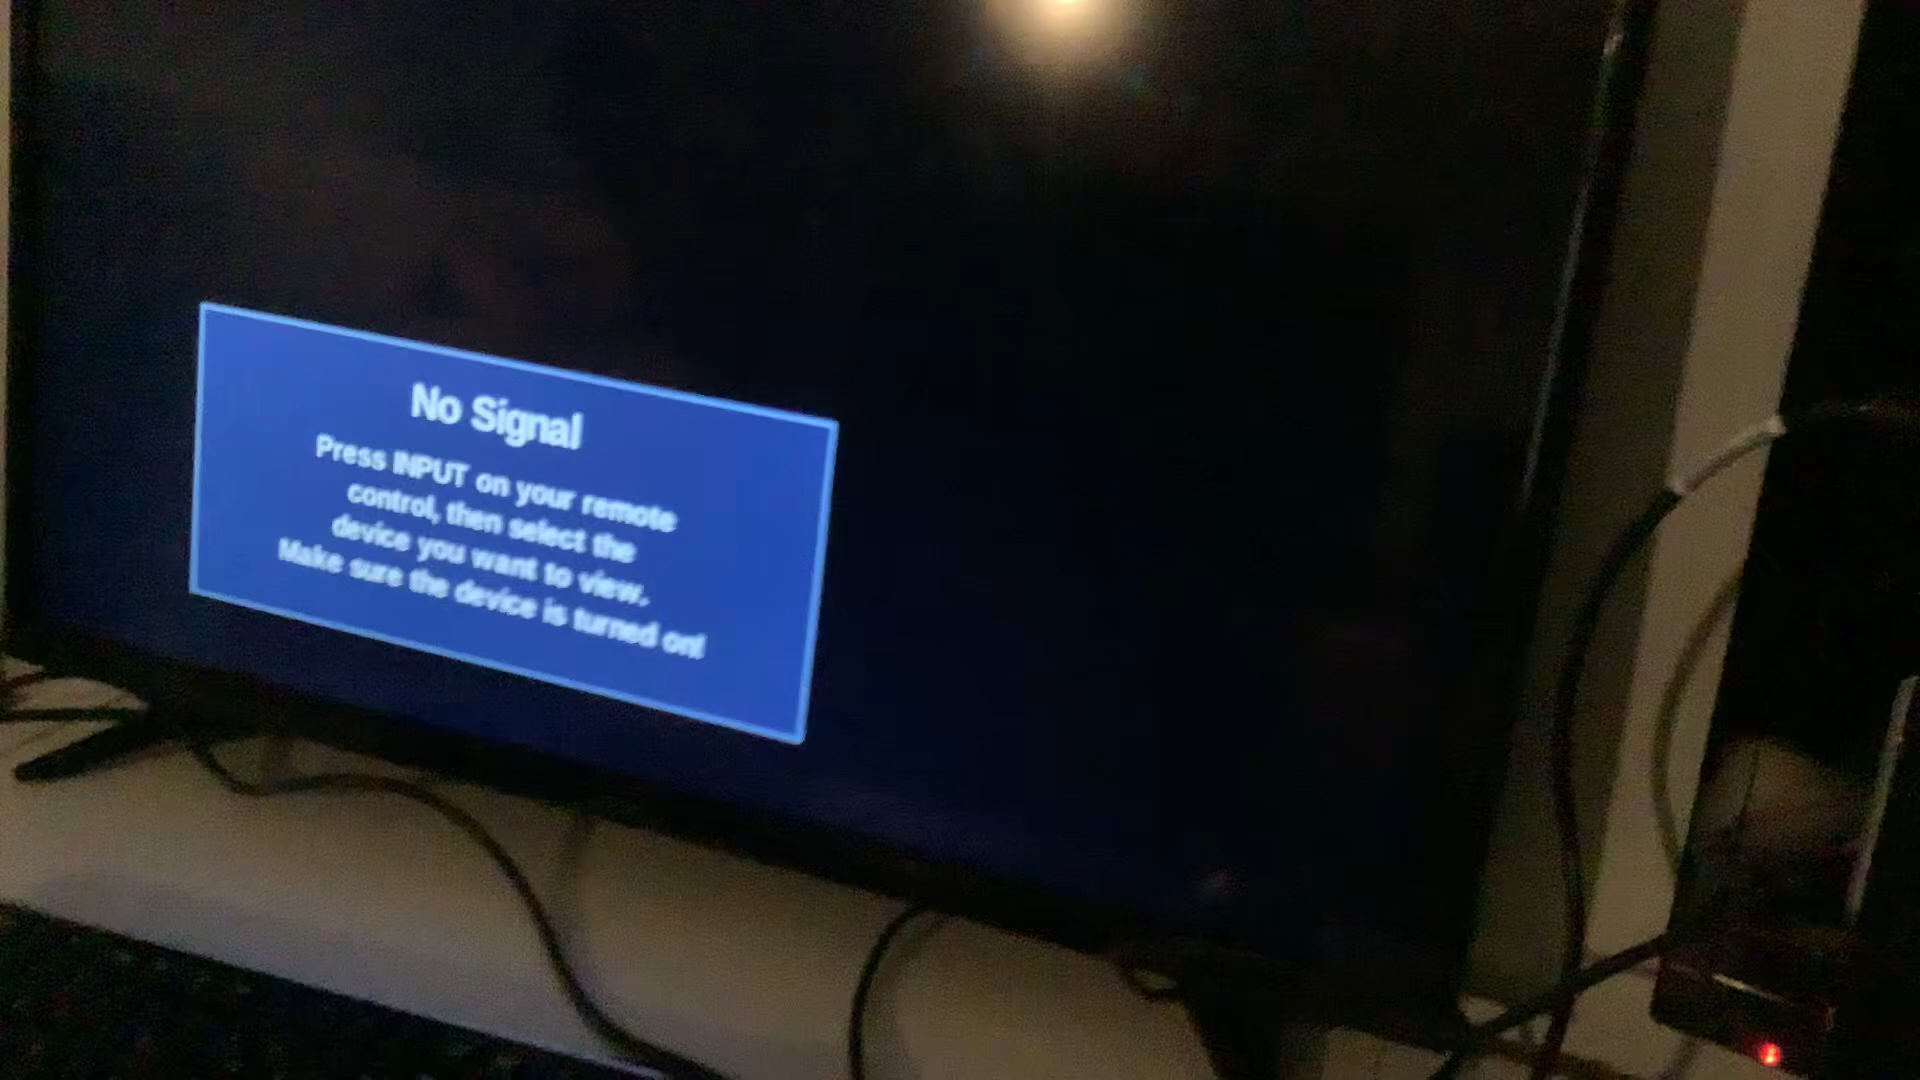 No Signal
Press INPUT on your remote
control, then select the
device you want to view.
Make sure the device is turned on!